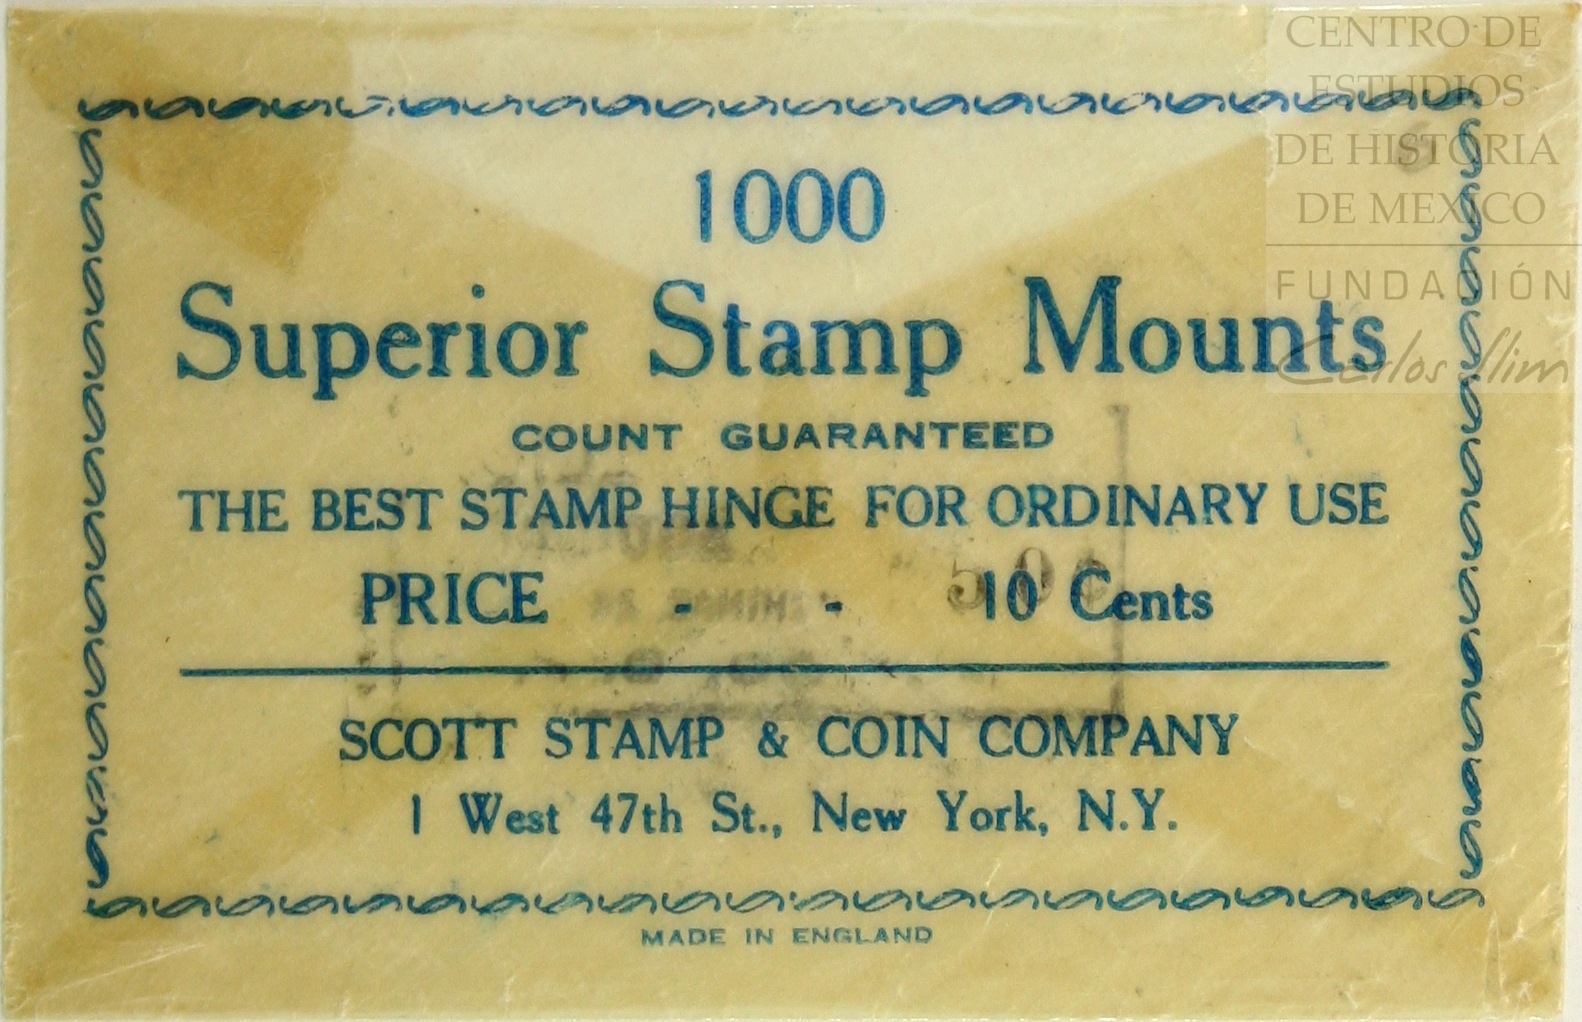 CENTRO DE
ESTUDIOS
DE HISTORIA
DE MEXICO
FUNDACIÓN
Carlos Slim
1000
Superior Stamp Mounts
COUNT GUARANTEED
THE BEST STAMP HINGE FOR ORDINARY USE
PRICE - - 10 Cents
50¢
SCOTT STAMP & COIN COMPANY
1 West 47th St., New York, N.Y.
MADE IN ENGLAND